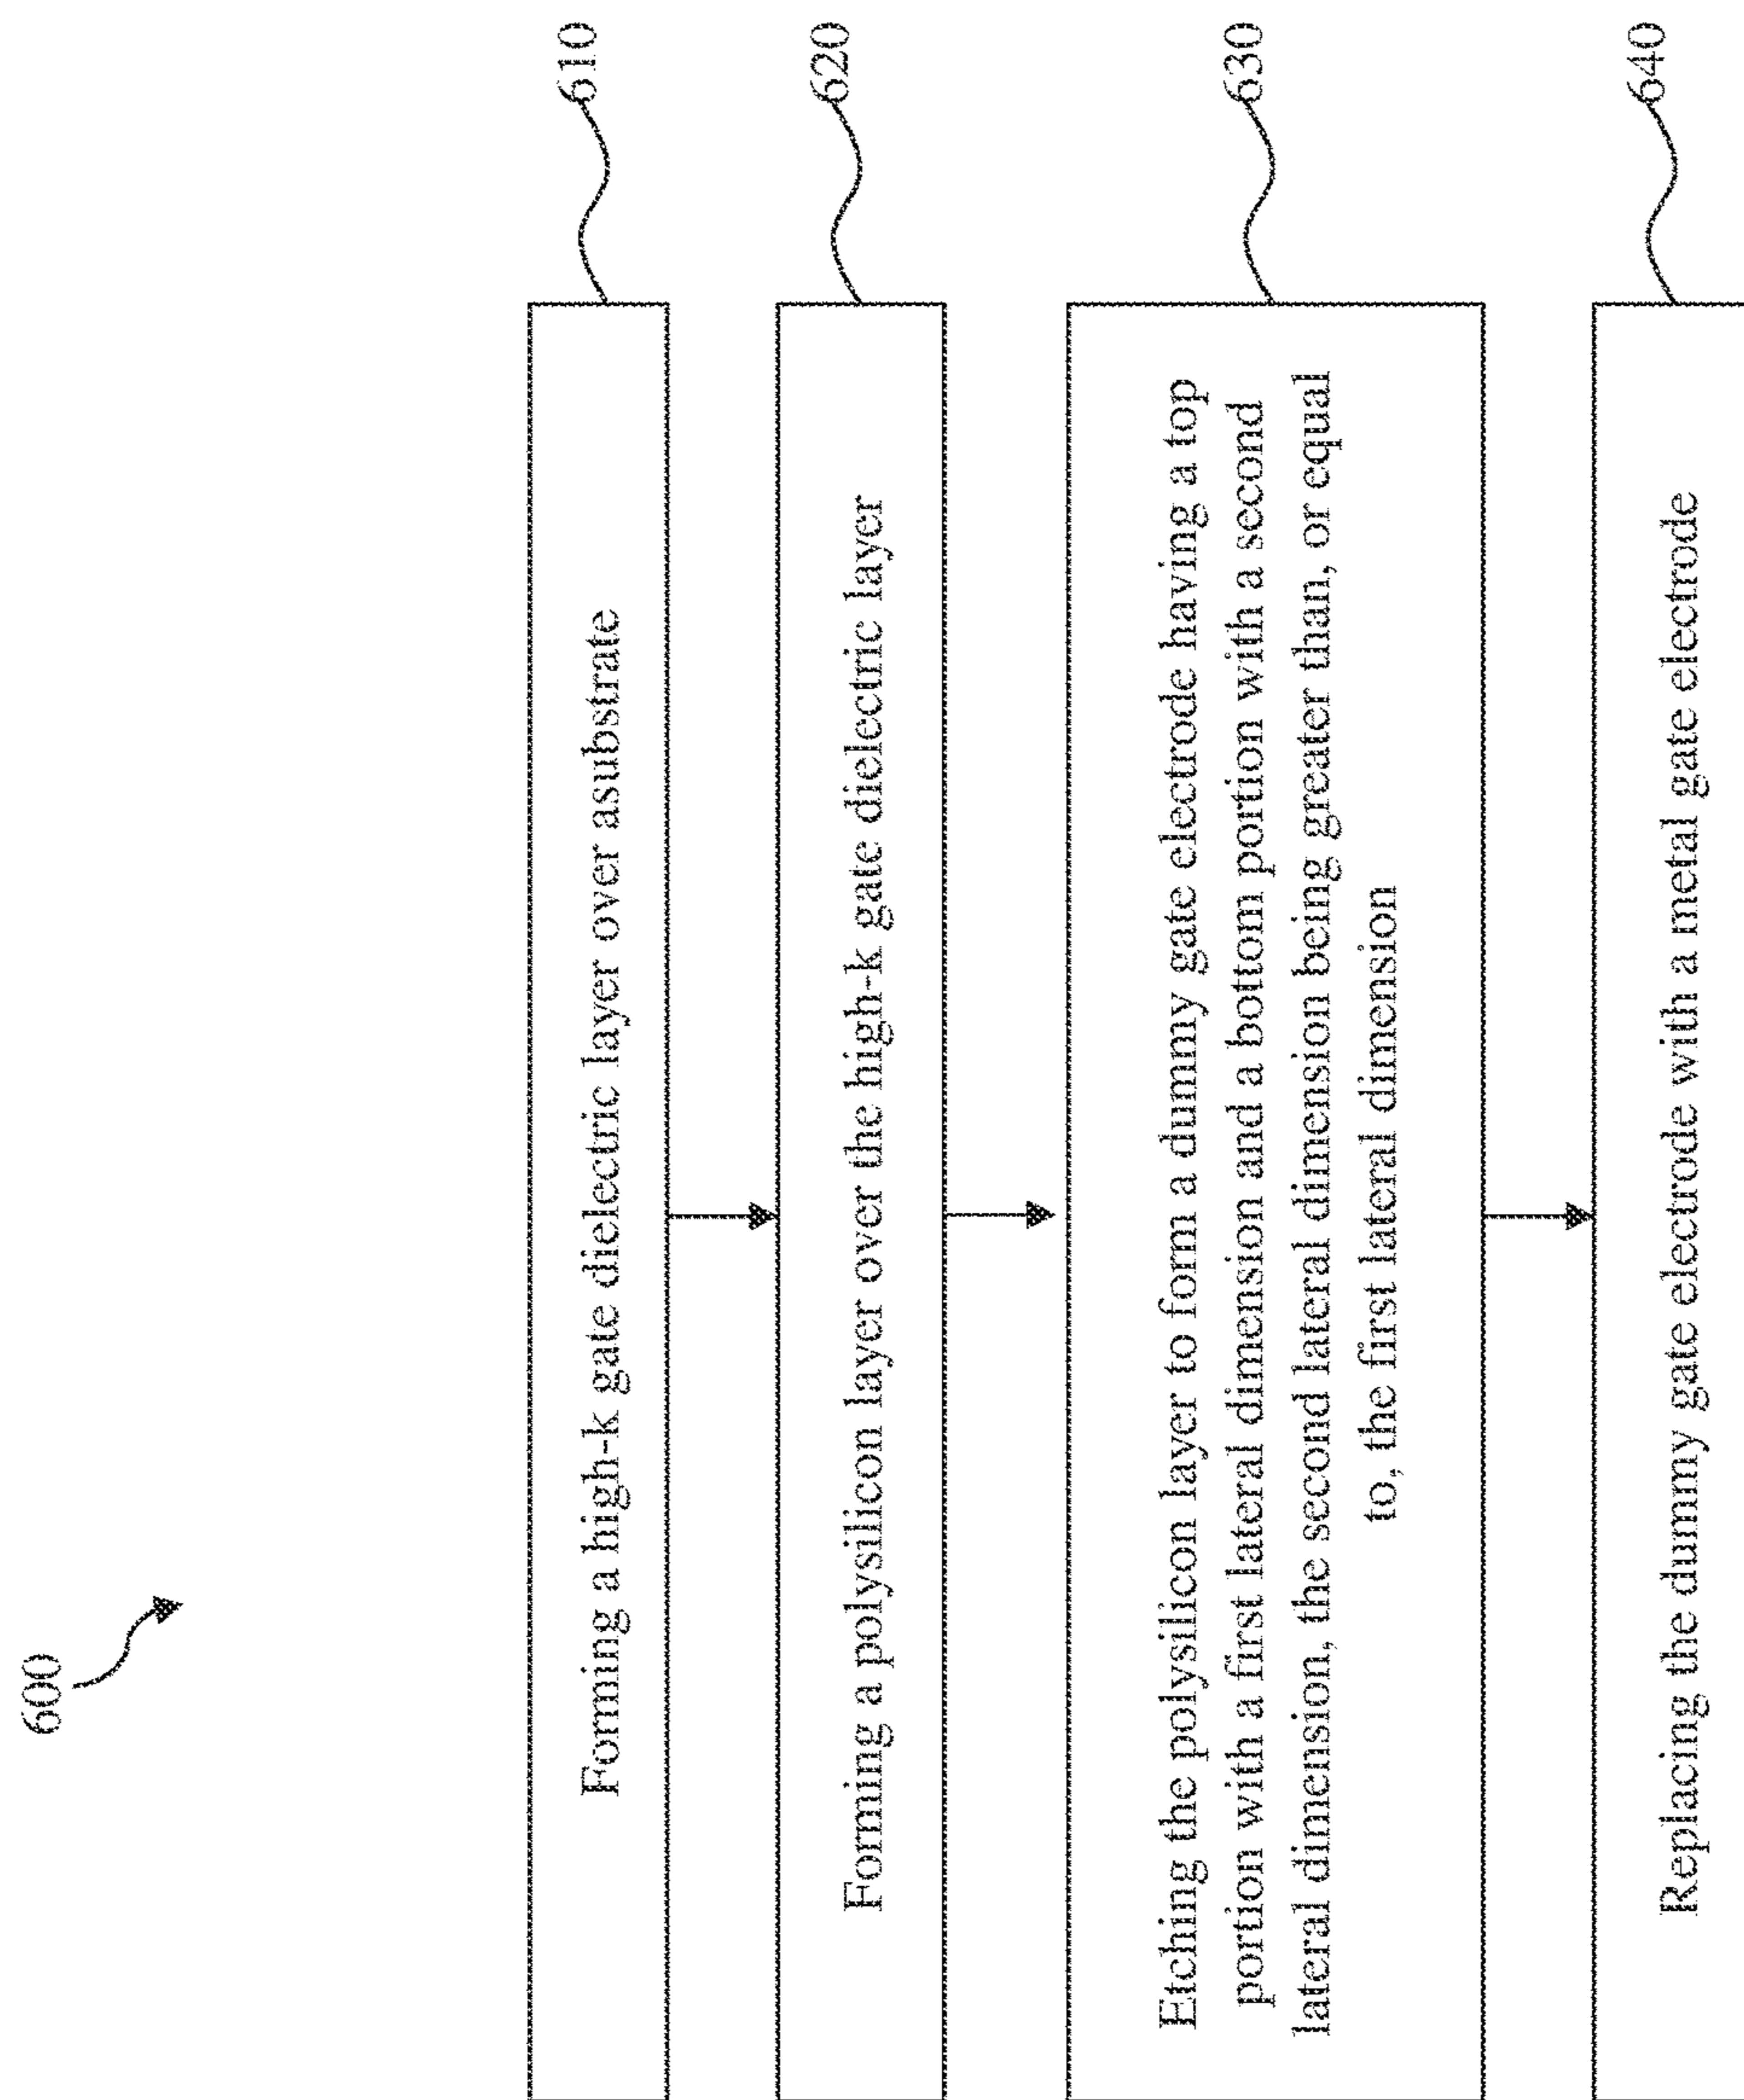 600
610
Forming a high-k gate dielectric layer over asubstrate
620
Forming a polysilicon layer over the high-k gate dielectric layer
630
Etching the polysilicon layer to form a dummy gate electrode having a top
portion with a first lateral dimension and a bottom portion with a second
lateral dimension, the second lateral dimension being greater than, or equal
to, the first lateral dimension
640
Replacing the dummy gate electrode with a metal gate electrode